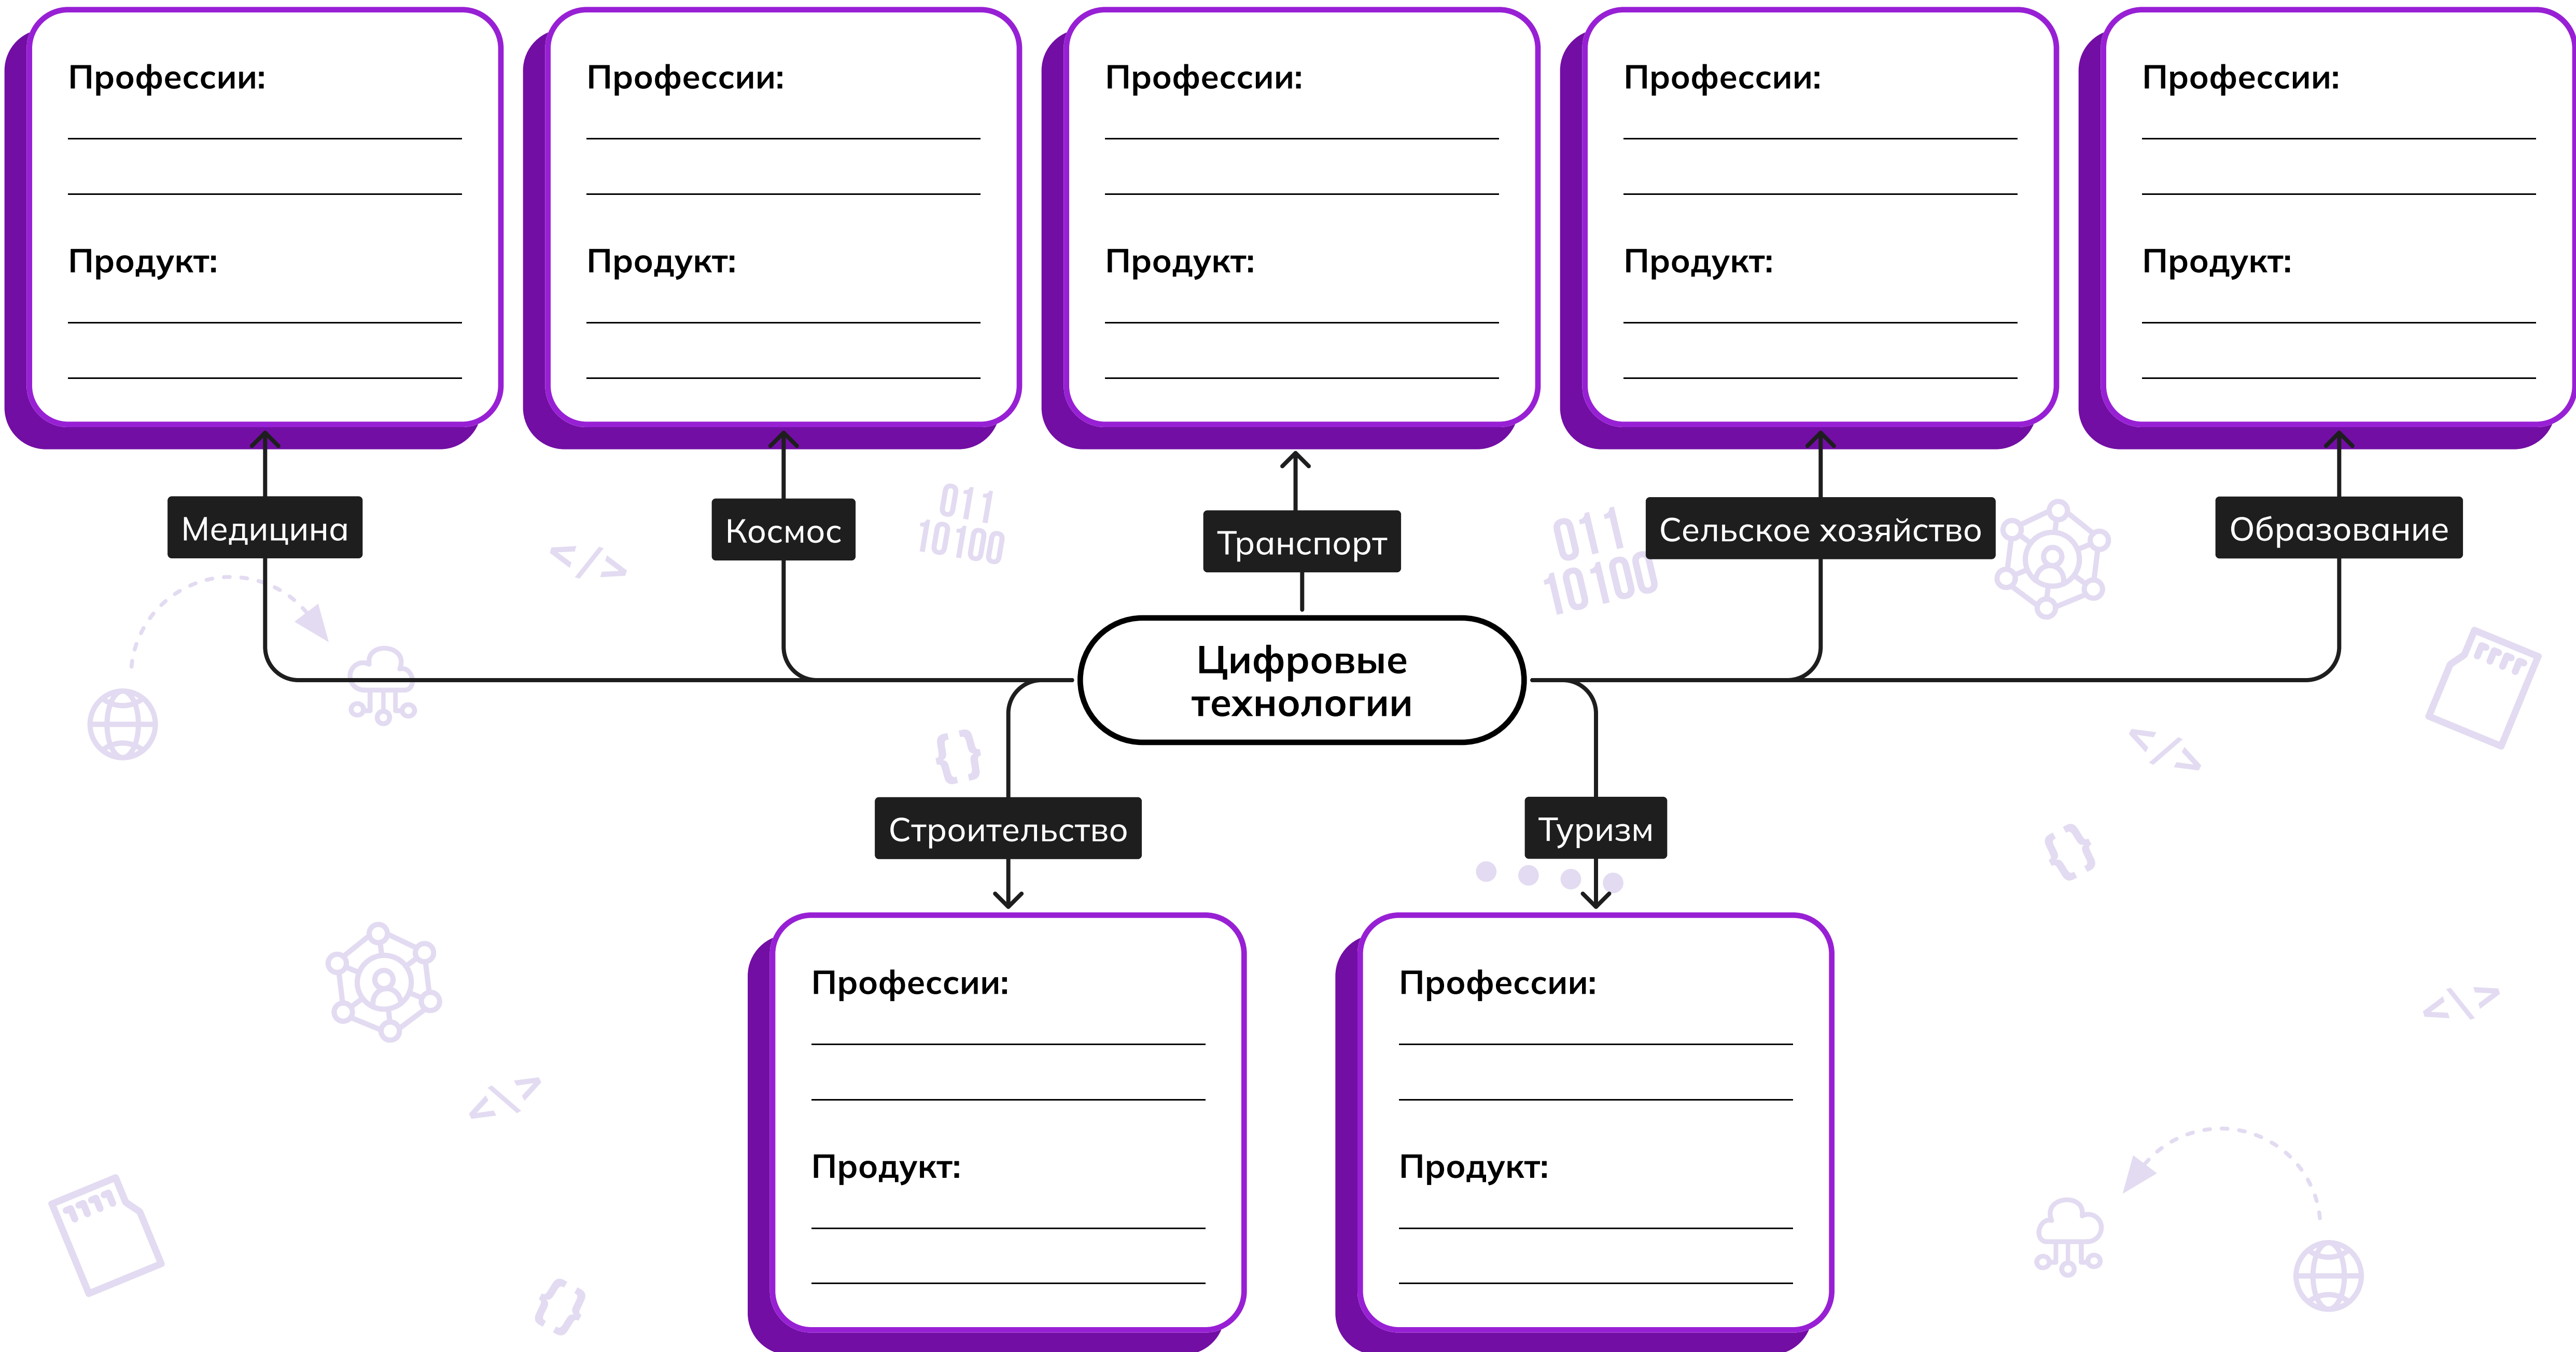 Профессии:
Продукт:
Профессии:
Продукт:
Профессии:
Продукт:
Профессии:
Продукт:
Профессии:
Продукт:
Медицина
Космос
Транспорт
Сельское хозяйство
Образование
011
10100
011
10100
</>
Цифровые
технологии
{}
</>
Строительство
Туризм
{}
Профессии:
Продукт:
Профессии:
Продукт:
<\>
<\>
{}